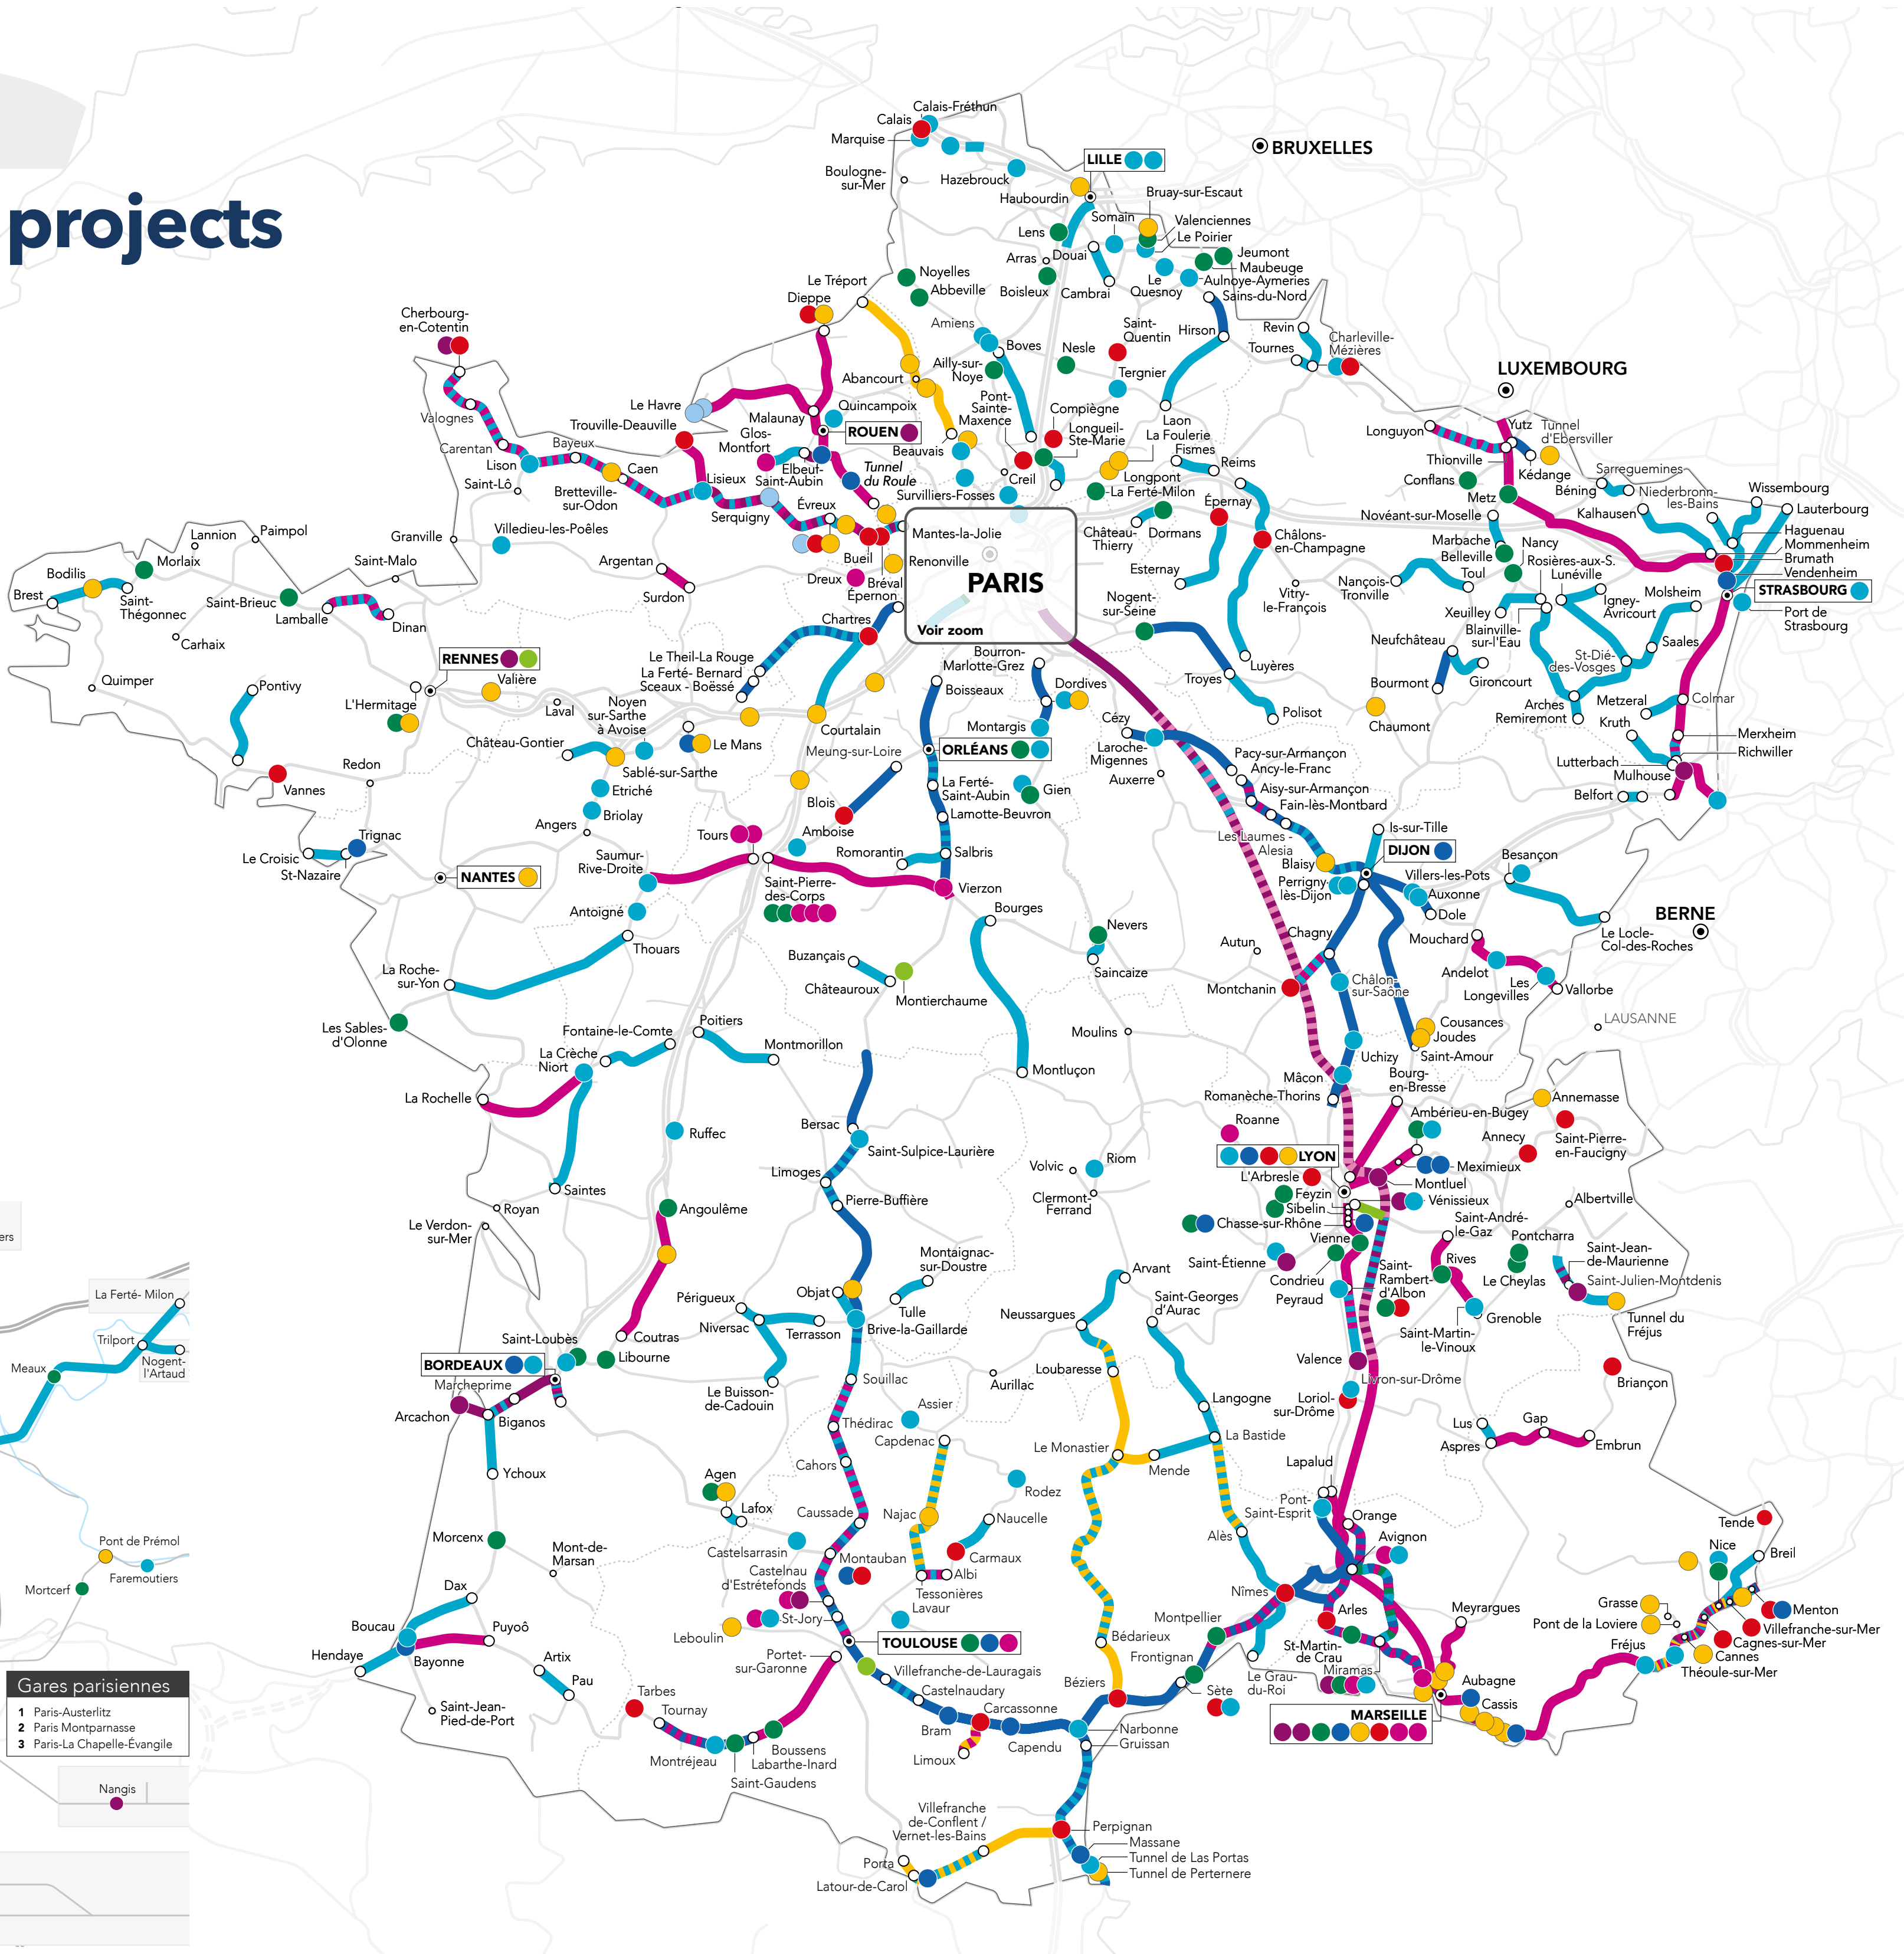 projects
Calais-Fréthun
Calais
Marquise
Boulogne-
sur-Mer
Hazebrouck
LILLE
BRUXELLES
Haubourdin
Bruay-sur-Escaut
Somain
Valenciennes
Le Poirier
Lens
Arras
Douai
Jeumont
Maubeuge
Boisleux
Cambrai
Le
Quesnoy
Aulnoye-Aymeries
Sains-du-Nord
Noyelles
Abbeville
Le Tréport
Dieppe
Cherbourg-
en-Cotentin
Amiens
Boves
Nesle
Saint-
Quentin
Hirson
Revin
Tournes
Charleville-
Mézières
Abancourt
Ailly-sur-
Noye
Tergnier
LUXEMBOURG
Valognes
Le Havre
Malaunay
Quincampoix
Pont-
Sainte-
Maxence
Compiègne
Laon
Trouville-Deauville
ROUEN
Longueil-
Ste-Marie
La Foulerie
Fismes
Longuyon
Yutz
Tunnel
d'Ebersviller
Carentan
Bayeux
Glos-
Montfort
Beauvais
Lison
Caen
Elbeuf-
Saint-Aubin
Tunnel
du Roule
Creil
Reims
Thionville
Kédange
Sarreguemines
Saint-Lô
Bretteville-
sur-Odon
Lisieux
Survilliers-Fosses
Longpont
La Ferté-Milon
Conflans
Béning
Niederbronn-
les-Bains
Wissembourg
Serquigny
Évreux
Épernay
Metz
Kalhausen
Lauterbourg
Villedieu-les-Poêles
Château-
Thierry
Dormans
Novéant-sur-Moselle
Haguenau
Mommenheim
Brumath
Vendenheim
Granville
Mantes-la-Jolie
Châlons-
en-Champagne
Marbache
Belleville
Nancy
STRASBOURG
Lannion
Paimpol
Bueil
Renonville
Toul
Rosières-aux-S.
Lunéville
Port de
Strasbourg
Morlaix
Saint-Malo
Argentan
Dreux
Bréval
Épernon
PARIS
Voir zoom
Esternay
Nançois-
Tronville
Igney-
Avricourt
Molsheim
Bodilis
Surdon
Vitry-
le-François
Xeuilley
Brest
Saint-
Thégonnec
Saint-Brieuc
Lamballe
Dinan
Nogent-
sur-Seine
Blainville-
sur-l'Eau
Saales
Carhaix
Chartres
Neufchâteau
St-Dié-
des-Vosges
RENNES
Valière
Le Theil-La Rouge
La Ferté- Bernard
Sceaux - Boëssé
Bourron-
Marlotte-Grez
Luyères
Gironcourt
Quimper
Pontivy
Boisseaux
Dordives
Troyes
Bourmont
Arches
Remiremont
Metzeral
Colmar
L'Hermitage
Laval
Noyen
sur-Sarthe
à Avoise
Courtalain
Montargis
Cézy
Polisot
Chaumont
Kruth
Merxheim
Richwiller
Château-Gontier
Le Mans
Meung-sur-Loire
ORLÉANS
Laroche-
Migennes
Pacy-sur-Armançon
Ancy-le-Franc
Lutterbach
Mulhouse
Redon
Sablé-sur-Sarthe
Auxerre
Aisy-sur-Armançon
Vannes
Etriché
La Ferté-
Saint-Aubin
Gien
Fain-lès-Montbard
Belfort
Briolay
Blois
Lamotte-Beuvron
Angers
Tours
Amboise
Les Laumes -
Alesia
Is-sur-Tille
Trignac
Romorantin
Salbris
DIJON
Le Croisic
St-Nazaire
Saumur-
Rive-Droite
Blaisy
Besançon
NANTES
Saint-Pierre-
des-Corps
Vierzon
Perrigny-
lès-Dijon
Villers-les-Pots
Auxonne
Antoigné
Dole
BERNE
Thouars
Bourges
Nevers
Chagny
Mouchard
Le Locle-
Col-des-Roches
Autun
Buzançais
Saincaize
Andelot
La Roche-
sur-Yon
Châteauroux
Montierchaume
Montchanin
Châlon-
sur-Saône
Les
Longevilles
Vallorbe
Les Sables-
d'Olonne
Poitiers
Moulins
LAUSANNE
Fontaine-le-Comte
Cousances
Joudes
La Crèche
Niort
Montmorillon
Saint-Amour
Montluçon
Uchizy
La Rochelle
Mâcon
Bourg-
en-Bresse
Romanèche-Thorins
Annemasse
Bersac
Roanne
Ambérieu-en-Bugey
Ruffec
Saint-Sulpice-Laurière
Annecy
Saint-Pierre-
en-Faucigny
LYON
Limoges
Volvic
Riom
Meximieux
Saintes
L'Arbresle
Montluel
Pierre-Buffière
Clermont-
Ferrand
Feyzin
Vénissieux
Albertville
Royan
Angoulême
Sibelin
Le Verdon-
sur-Mer
Chasse-sur-Rhône
Saint-André-
le-Gaz
Vienne
Pontcharra
Montaignac-
sur-Doustre
Saint-Étienne
Rives
Saint-Jean-
de-Maurienne
Arvant
Condrieu
Saint-
Rambert-
d'Albon
Le Cheylas
Saint-Julien-Montdenis
Objat
Peyraud
Périgueux
Tulle
Neussargues
Saint-Georges
d'Aurac
Grenoble
Tunnel du
Fréjus
Niversac
Terrasson
Brive-la-Gaillarde
Saint-Martin-
le-Vinoux
Saint-Loubès
Coutras
Libourne
BORDEAUX
Valence
Marcheprime
Souillac
Loubaresse
Livron-sur-Drôme
Briançon
Le Buisson-
de-Cadouin
Aurillac
Loriol-
sur-Drôme
Arcachon
Biganos
Thédirac
Assier
Langogne
Lus
Gap
Capdenac
Le Monastier
La Bastide
Aspres
Embrun
Ychoux
Cahors
Mende
Lapalud
Agen
Rodez
Lafox
Caussade
Najac
Naucelle
Pont-
Saint-Esprit
Orange
Tende
Morcenx
Alès
Avignon
Castelsarrasin
Montauban
Carmaux
Nice
Breil
Mont-de-
Marsan
Castelnau
d'Estrétefonds
Albi
Tessonières
Nîmes
Dax
St-Jory
Lavaur
Arles
Grasse
Menton
Leboulin
Montpellier
Meyrargues
Pont de la Loviere
Villefranche-sur-Mer
Boucau
Puyoô
TOULOUSE
Bédarieux
St-Martin-
de Crau
Fréjus
Cagnes-sur-Mer
Hendaye
Bayonne
Artix
Portet-
sur-Garonne
Villefranche-de-Lauragais
Frontignan
Miramas
Théoule-sur-Mer
Cannes
Pau
Castelnaudary
Béziers
Le Grau-
du-Roi
Aubagne
Saint-Jean-
Pied-de-Port
Tarbes
Tournay
Carcassonne
Sète
Cassis
Bram
MARSEILLE
Montréjeau
Boussens
Labarthe-Inard
Capendu
Narbonne
Gruissan
Limoux
Saint-Gaudens
Villefranche
de-Conflent /
Vernet-les-Bains
Perpignan
Massane
Tunnel de Las Portas
Tunnel de Perternere
Porta
Latour-de-Carol
ers
La Ferté- Milon
Trilport
Nogent-
l'Artaud
Meaux
Pont de Prémol
Faremoutiers
Mortcerf
Gares parisiennes
1 Paris-Austerlitz
2 Paris Montparnasse
3 Paris-La Chapelle-Évangile
Nangis